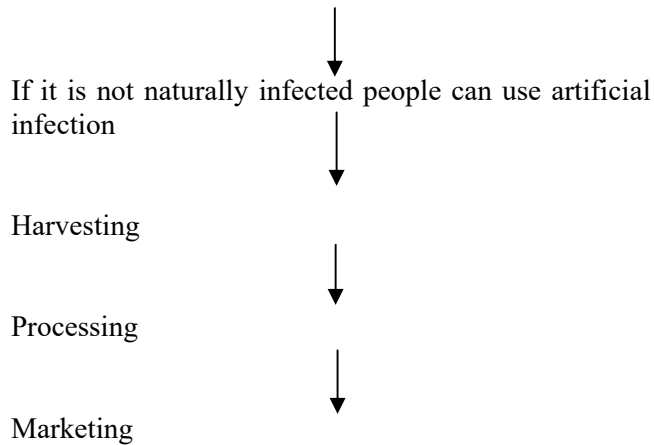 If it is not naturally infected people can use artificial
infection
Harvesting
Processing
Marketing